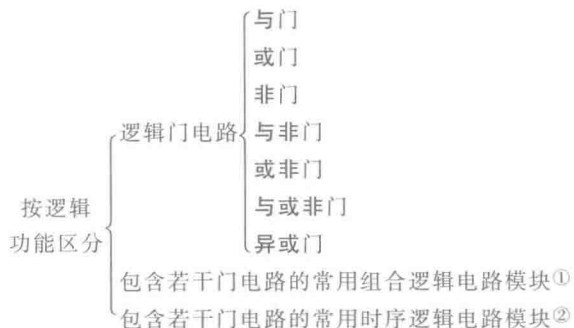 与门
或门
非门
逻辑门电路
与非门
或非门
与或非门
异或门
按逻辑
功能区分
包含若干门电路的常用组合逻辑电路模块①
包含若干门电路的常用时序逻辑电路模块②